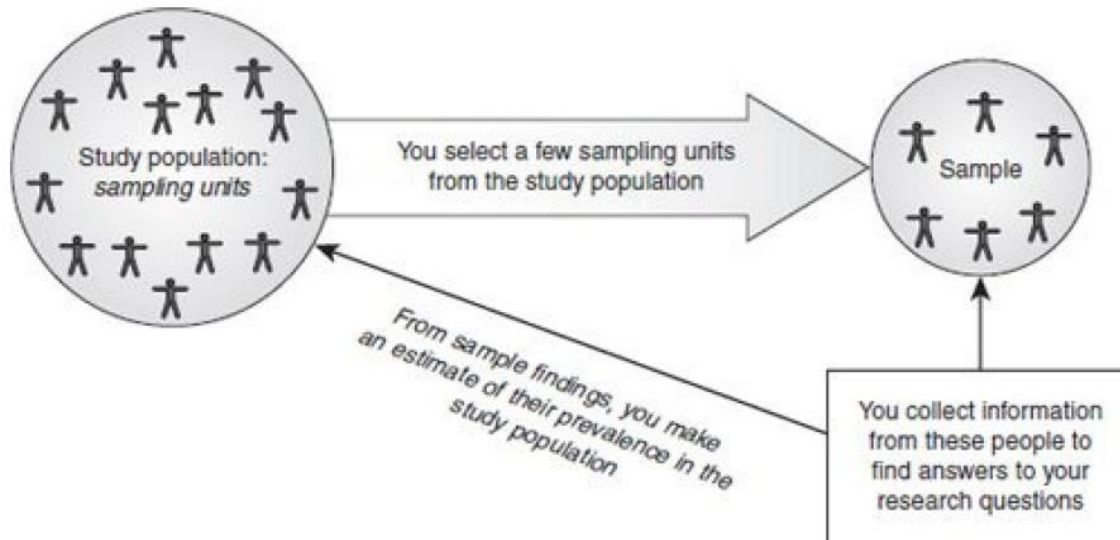 Study population:
sampling units
You select a few sampling units
from the study population
Sample
From sample findings, you make
an estimate of their prevalence in the
study population
You collect information
from these people to
find answers to your
research questions